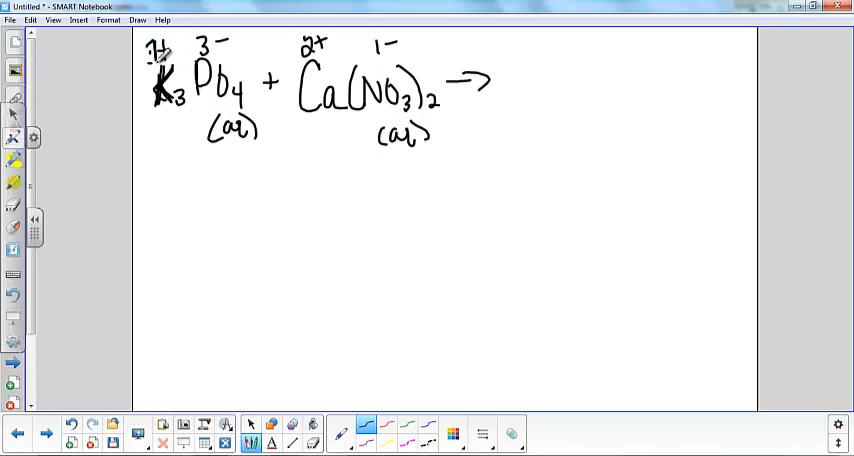 Untitled * - SMART Notebook
File Edit View Insert Format Draw Help
3- 2+ 1-
K3PO4 + Ca(NO3)2 →
(aq) (aq)